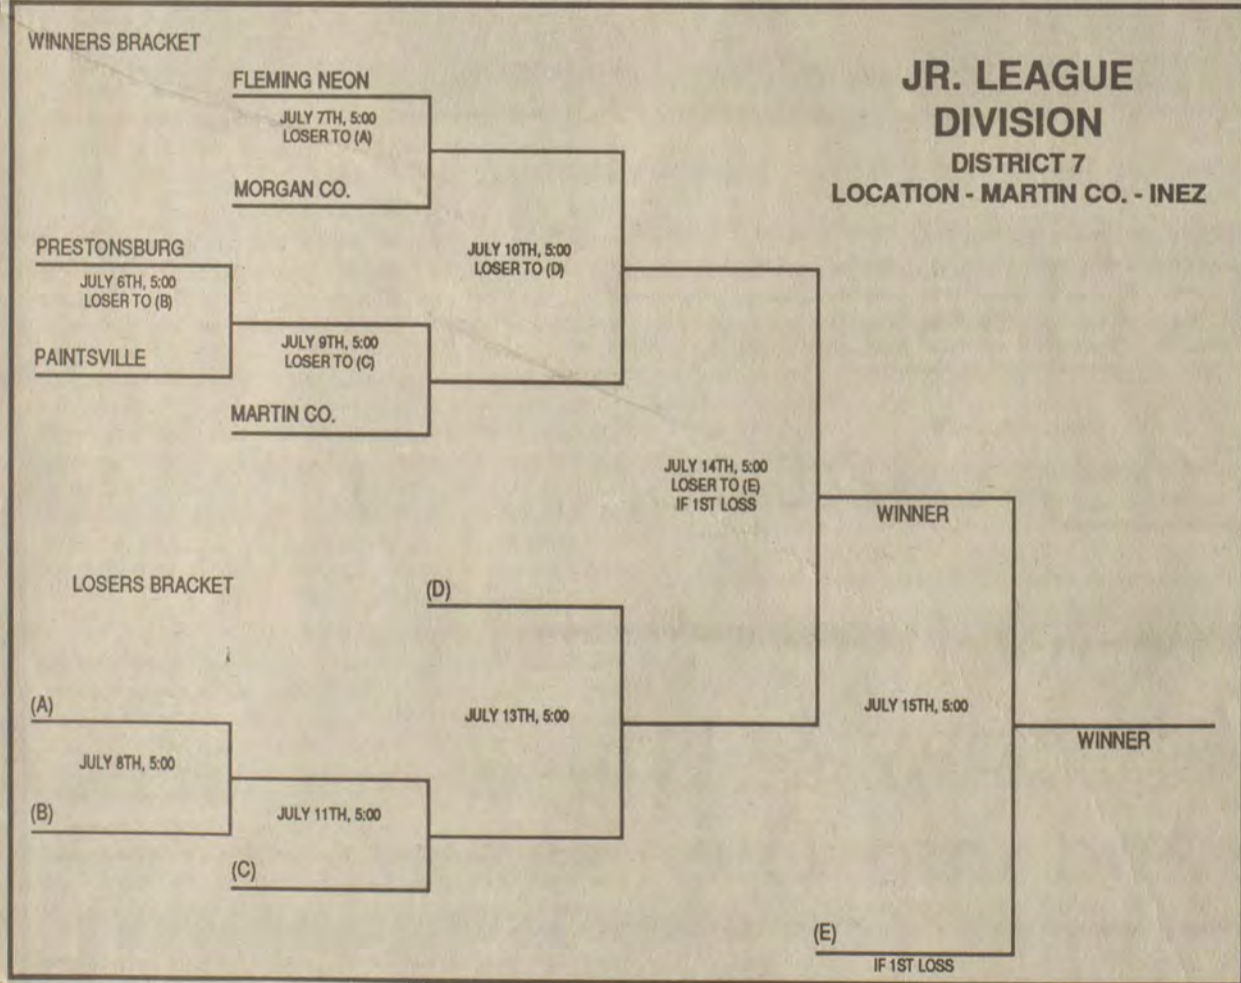 WINNERS BRACKET
JR. LEAGUE
DIVISION
DISTRICT 7
LOCATION - MARTIN CO. - INEZ
FLEMING NEON
JULY 7TH, 5:00
LOSER TO (A)
MORGAN CO.
PRESTONSBURG
JULY 6TH, 5:00
LOSER TO (B)
PAINTSVILLE
JULY 10TH, 5:00
LOSER TO (D)
JULY 9TH, 5:00
LOSER TO (C)
MARTIN CO.
JULY 14TH, 5:00
LOSER TO (E)
IF 1ST LOSS
WINNER
LOSERS BRACKET
(D)
(A)
JULY 8TH, 5:00
(B)
JULY 13TH, 5:00
JULY 11TH, 5:00
(C)
JULY 15TH, 5:00
WINNER
(E)
IF 1ST LOSS